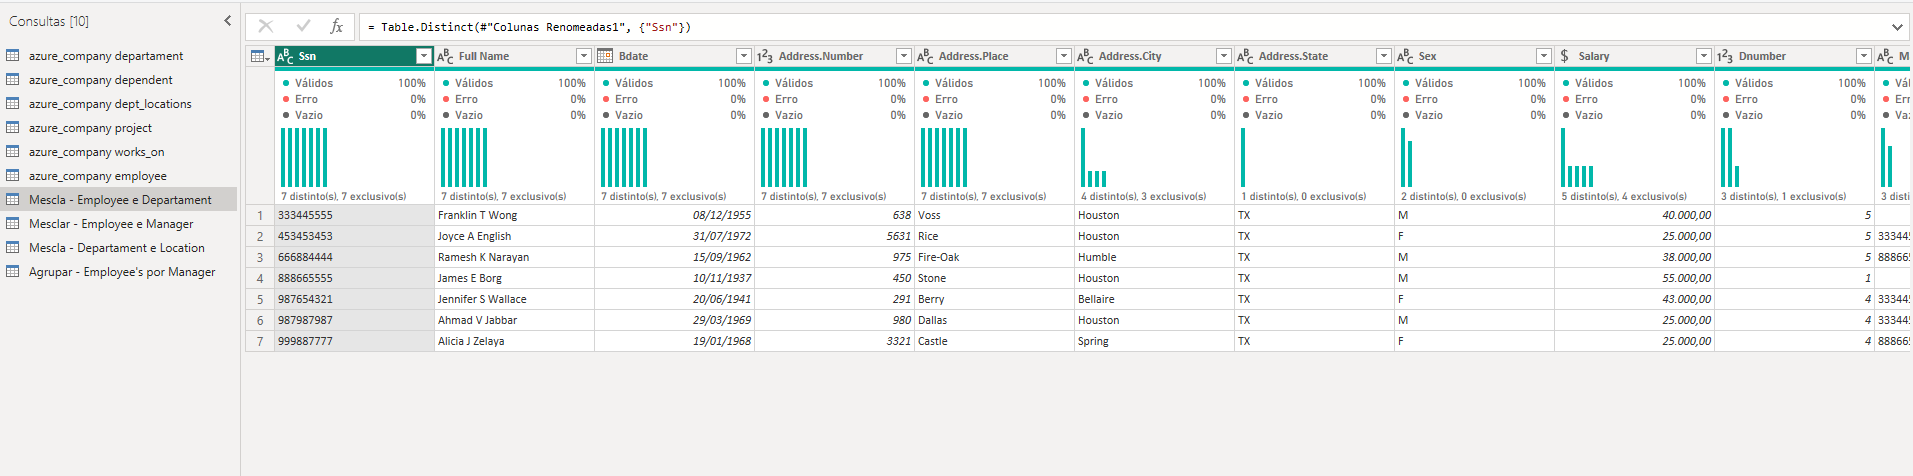 Consultas [10]
azure_company departament
azure_company dependent
azure_company dept_locations
azure_company project
azure_company works_on
azure_company employee
Mescla - Employee e Departament
Mesclar - Employee e Manager
Mescla - Departament e Location
Agrupar - Employee's por Manager
fx = Table.Distinct(#"Colunas Renomeadas1", {"Ssn"})
ABC Ssn ABC Full Name Bdate 123 Address.Number ABC Address.Place ABC Address.City ABC Address.State ABC Sex $ Salary 123 Dnumber ABC M
Válidos 100% Válidos 100% Válidos 100% Válidos 100% Válidos 100% Válidos 100% Válidos 100% Válidos 100% Válidos 100% Válidos 100% Vál
Erro 0% Erro 0% Erro 0% Erro 0% Erro 0% Erro 0% Erro 0% Erro 0% Erro 0% Erro 0% Err
Vazio 0% Vazio 0% Vazio 0% Vazio 0% Vazio 0% Vazio 0% Vazio 0% Vazio 0% Vazio 0% Vazio 0% Va
7 distinto(s), 7 exclusivo(s) 7 distinto(s), 7 exclusivo(s) 7 distinto(s), 7 exclusivo(s) 7 distinto(s), 7 exclusivo(s) 7 distinto(s), 7 exclusivo(s) 4 distinto(s), 3 exclusivo(s) 1 distinto(s), 0 exclusivo(s) 2 distinto(s), 0 exclusivo(s) 5 distinto(s), 4 exclusivo(s) 3 distinto(s), 1 exclusivo(s) 3 dist
1 333445555 Franklin T Wong 08/12/1955 638 Voss Houston TX M 40.000,00 5
2 453453453 Joyce A English 31/07/1972 5631 Rice Houston TX F 25.000,00 5 33344
3 666884444 Ramesh K Narayan 15/09/1962 975 Fire-Oak Humble TX M 38.000,00 5 88866
4 888665555 James E Borg 10/11/1937 450 Stone Houston TX M 55.000,00 1
5 987654321 Jennifer S Wallace 20/06/1941 291 Berry Bellaire TX F 43.000,00 4 33344
6 987987987 Ahmad V Jabbar 29/03/1969 980 Dallas Houston TX M 25.000,00 4 33344
7 999887777 Alicia J Zelaya 19/01/1968 3321 Castle Spring TX F 25.000,00 4 88866